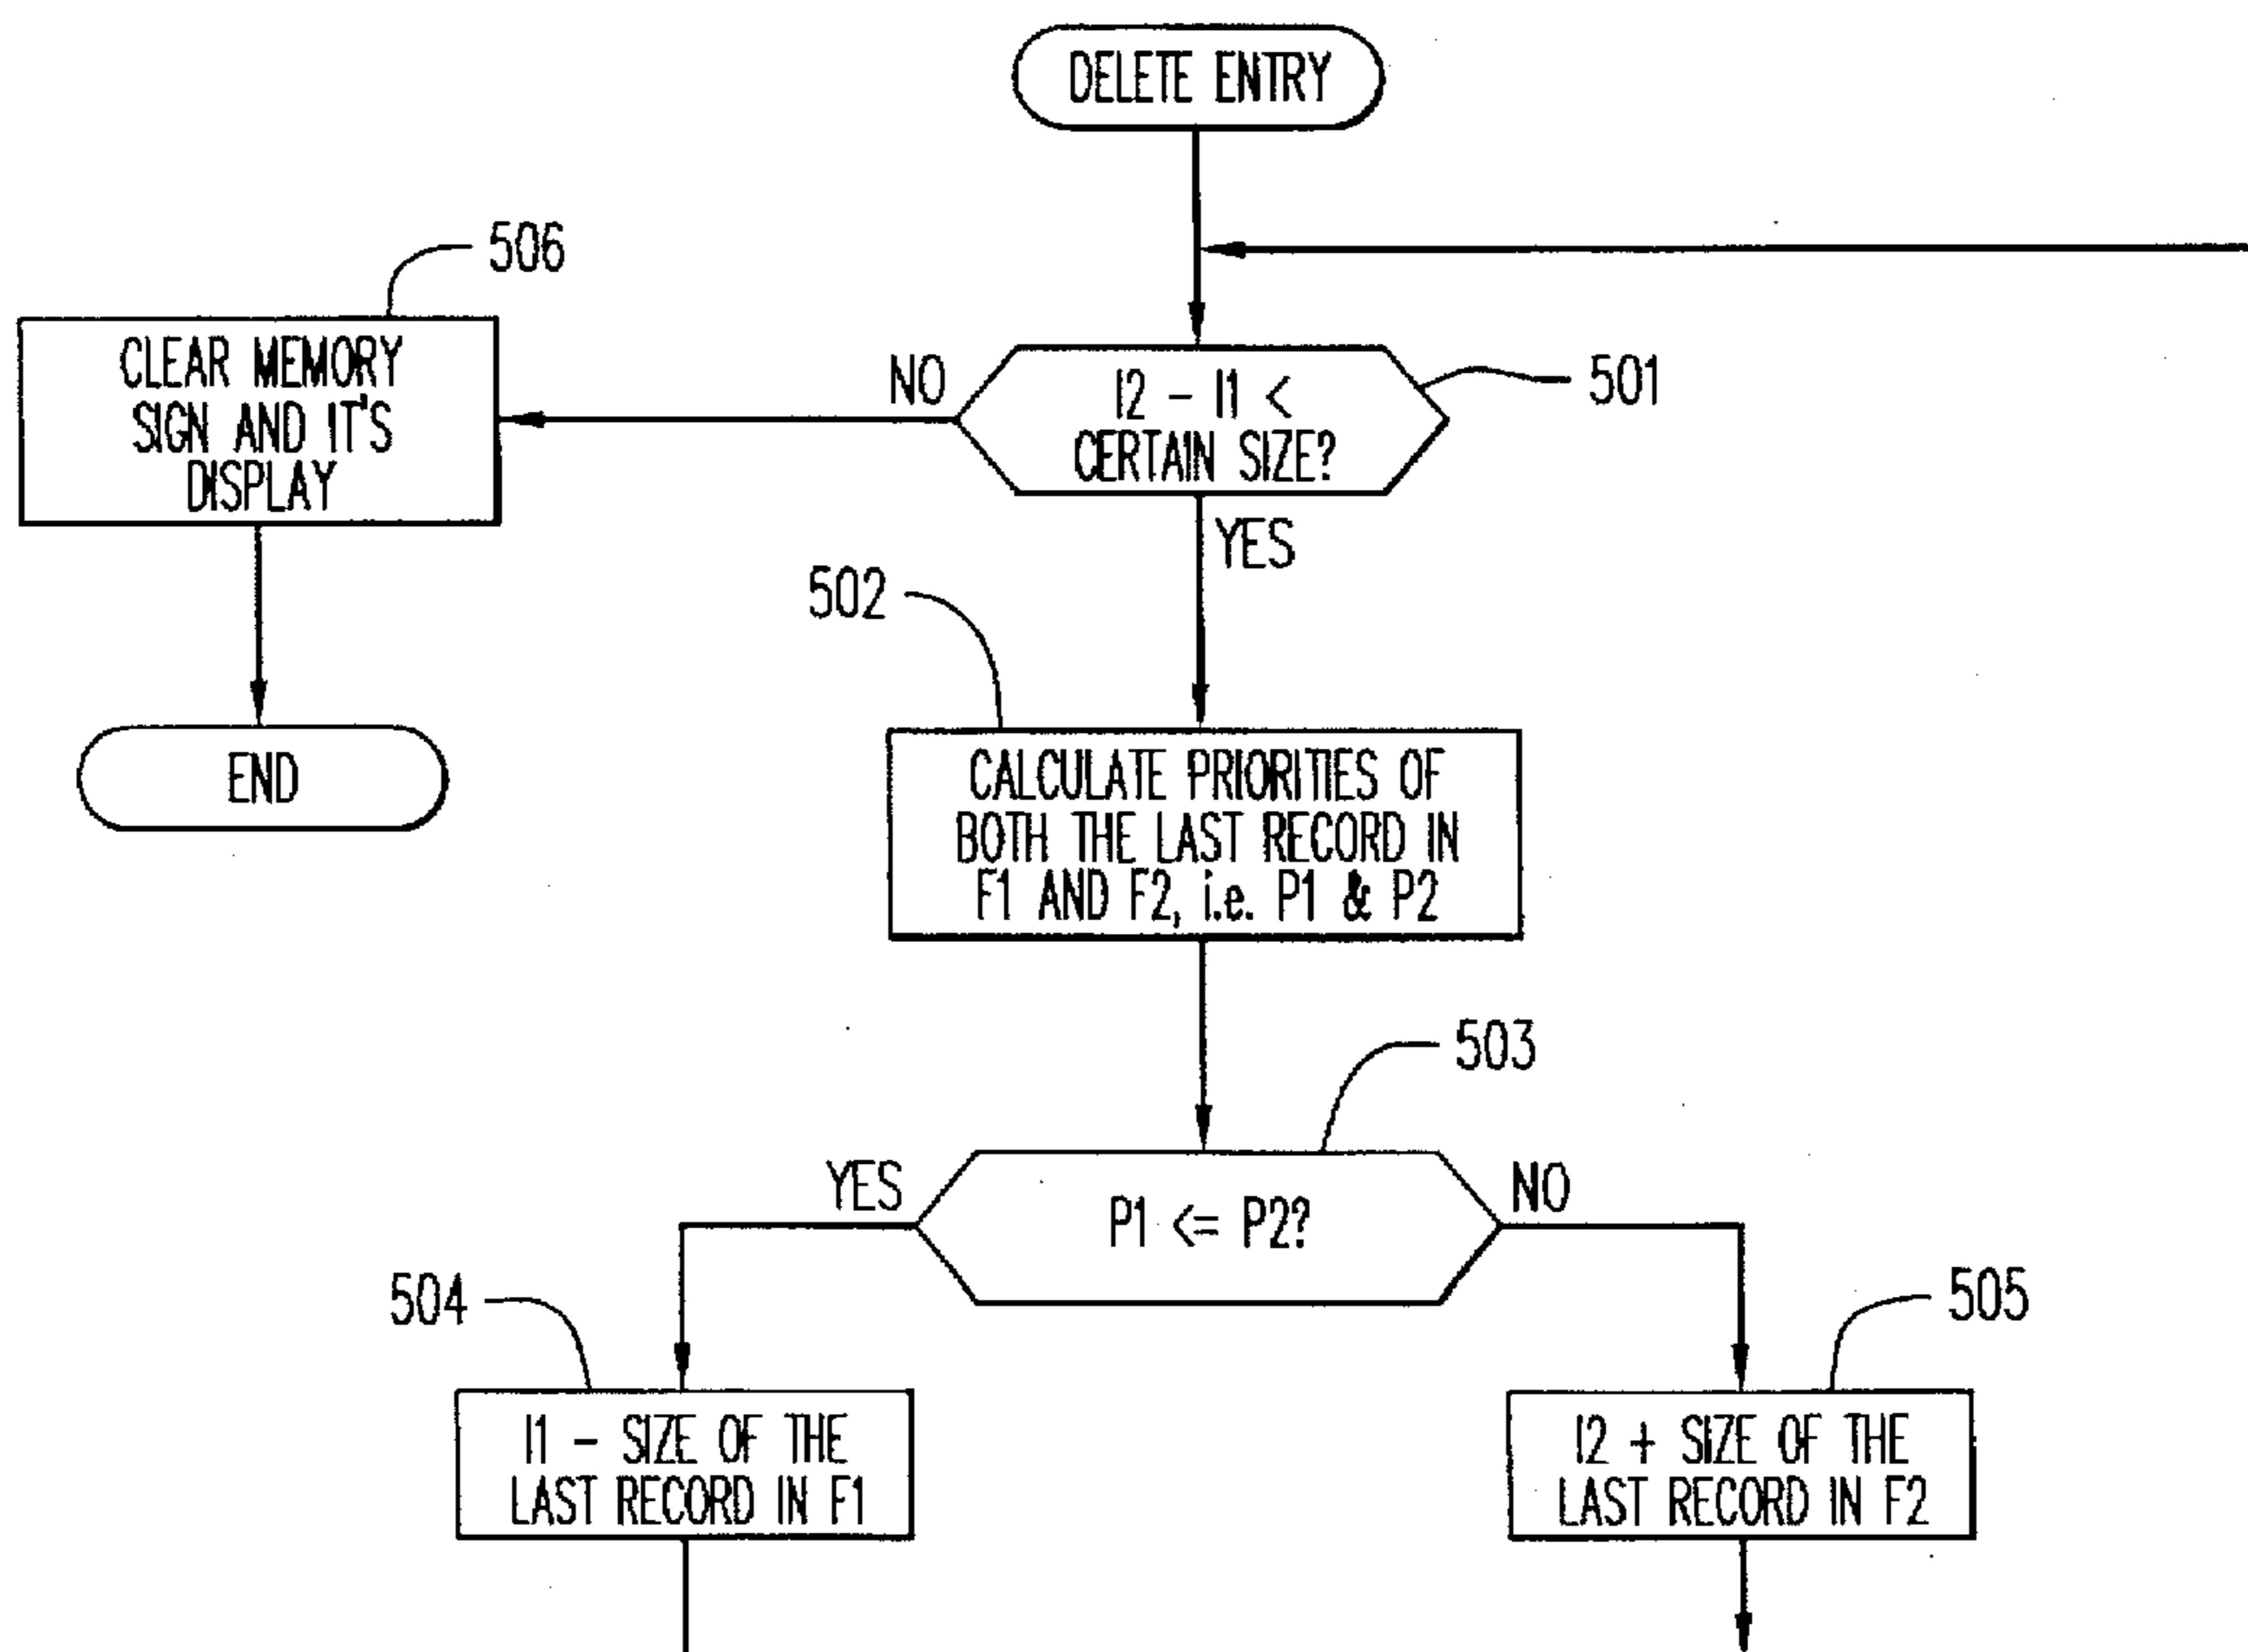 DELETE ENTRY
506
CLEAR MEMORY
SIGN AND IT'S
DISPLAY
NO
I2 - I1 <
CERTAIN SIZE?
501
YES
502
END
CALCULATE PRIORITIES OF
BOTH THE LAST RECORD IN
F1 AND F2, i.e. P1 & P2
503
YES
P1 <= P2?
NO
504
505
I1 - SIZE OF THE
LAST RECORD IN F1
I2 + SIZE OF THE
LAST RECORD IN F2